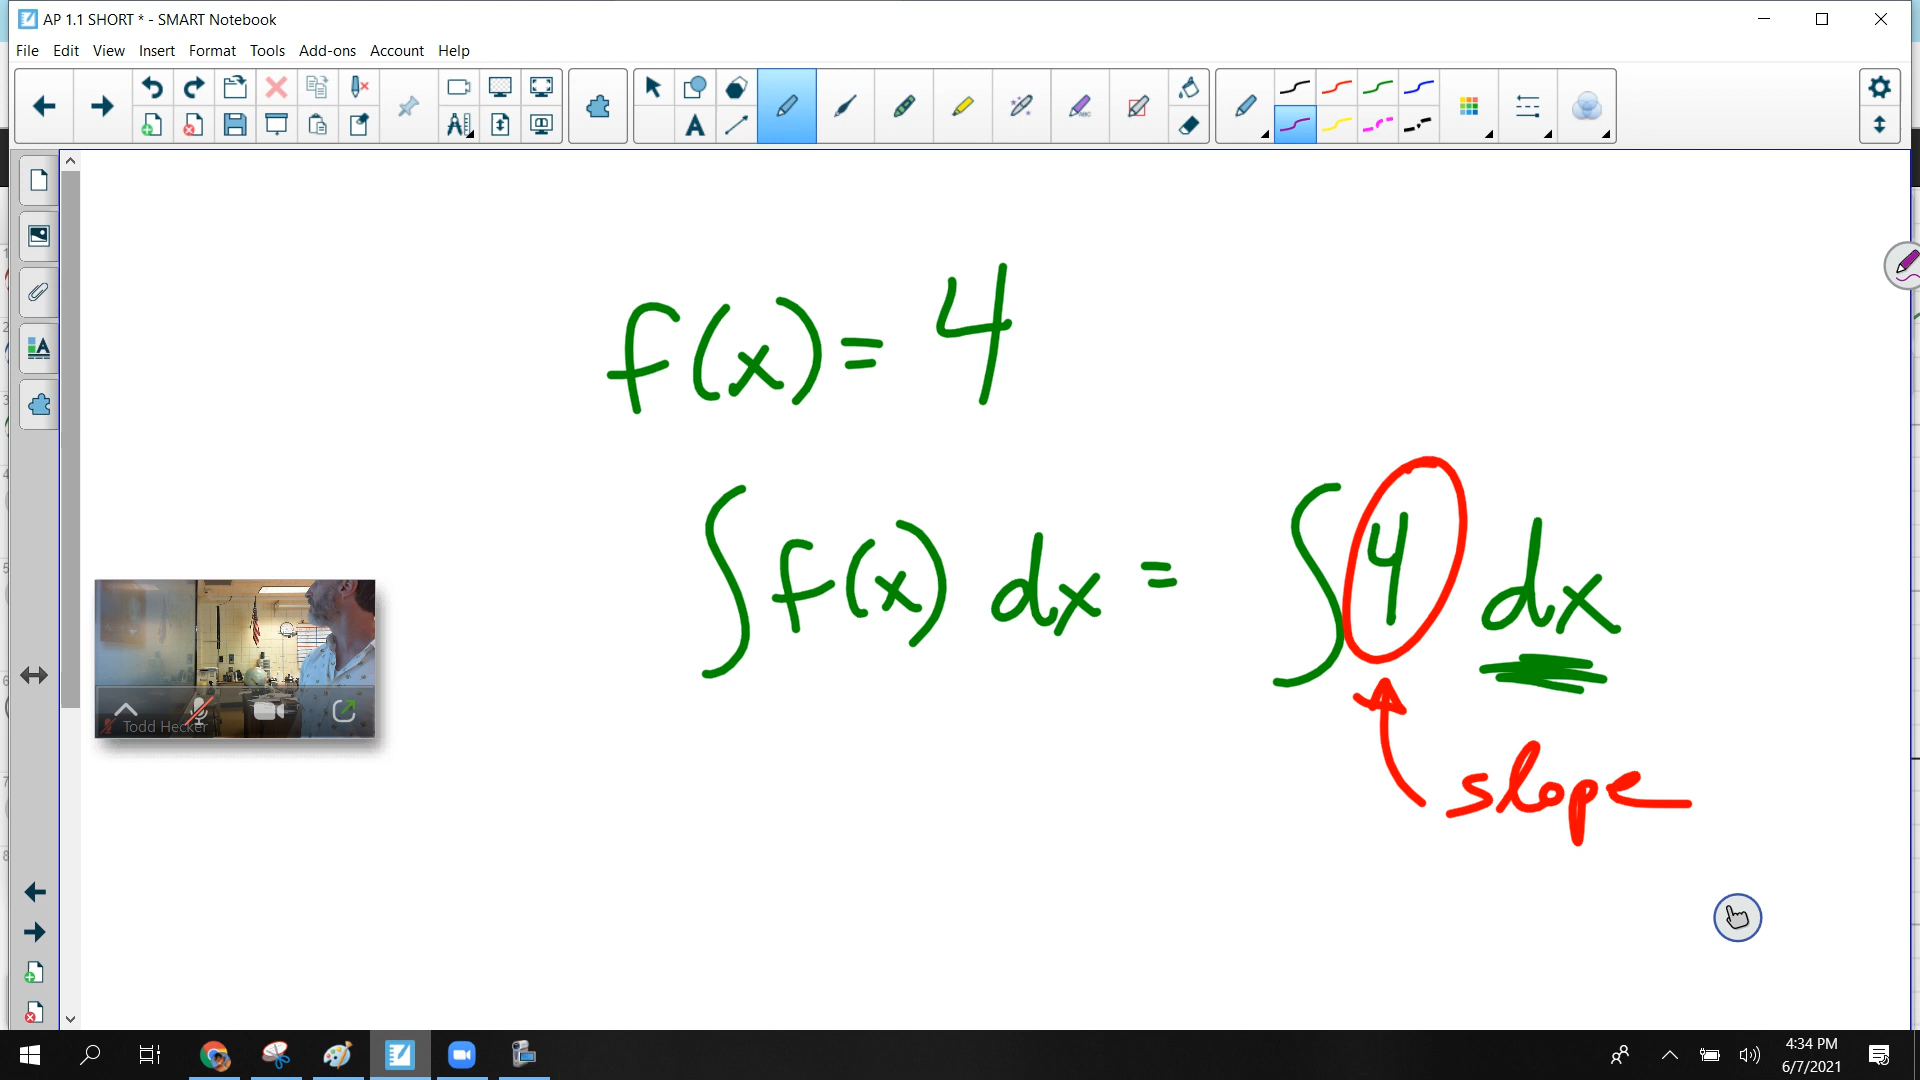 AP 1.1 SHORT * - SMART Notebook
File Edit View Insert Format Tools Add-ons Account Help
f(x) = 4
∫ f(x) dx = ∫ 4 dx
slope
Todd Hecker
4:34 PM
6/7/2021